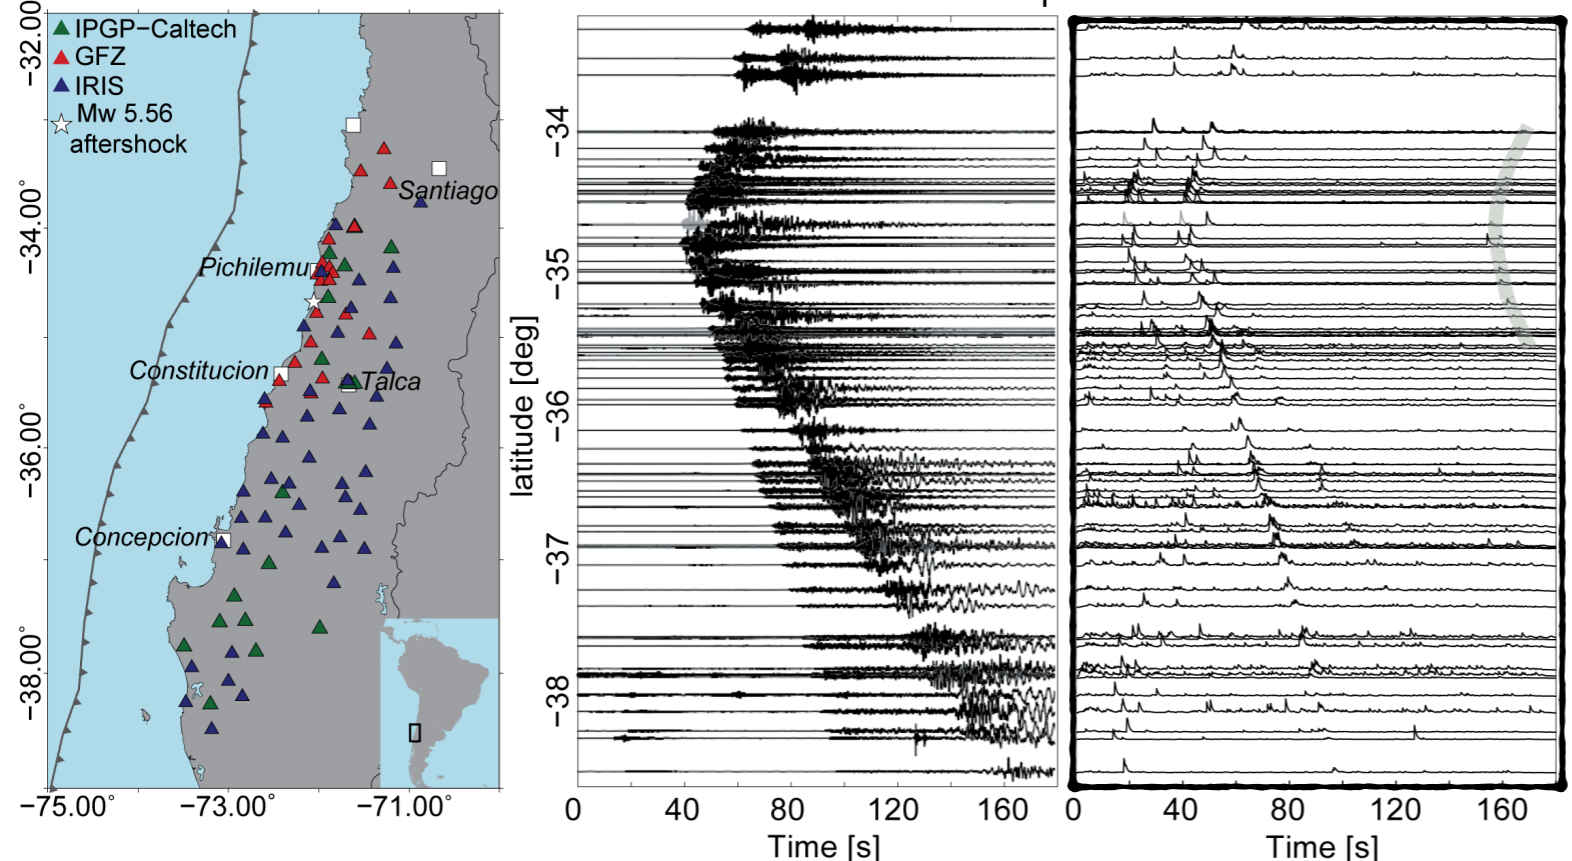 IPGP−Caltech
GFZ
IRIS
Mw 5.56
aftershock
−32.00
−34.00°
−36.00°
−38.00°
Santiago
Pichilemu
Constitucion
Talca
Concepcion
−75.00°
−73.00°
−71.00°
latitude [deg]
−34
−35
−36
−37
−38
0
40
80
120
160
Time [s]
0
40
80
120
160
Time [s]